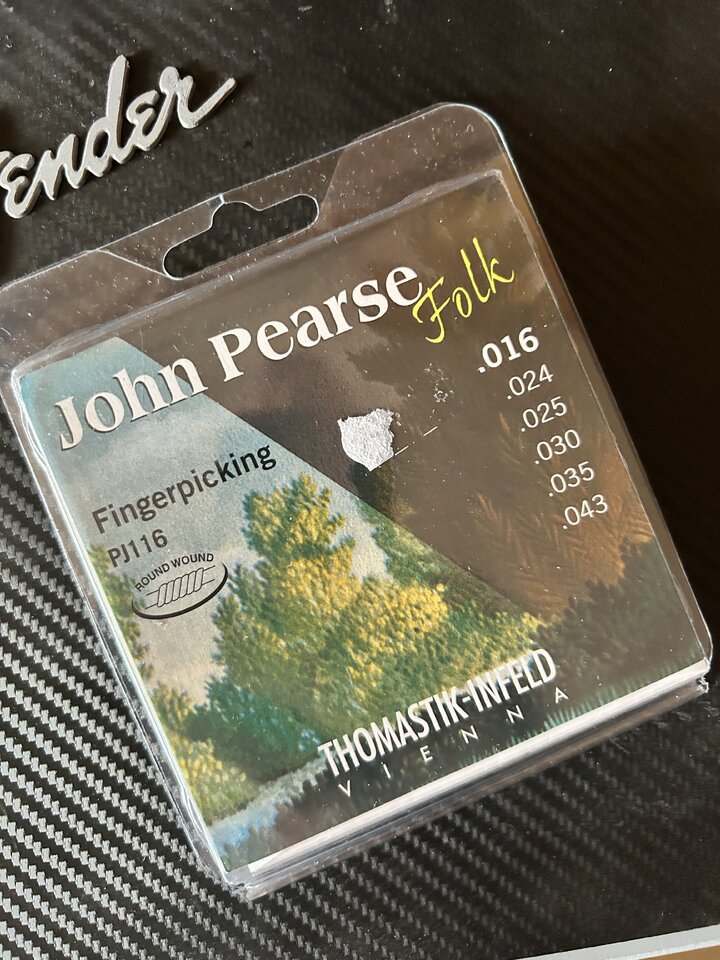 ender
John Pearse
Folk
.016
.024
.025
.030
.035
.043
Fingerpicking
PJ116
ROUND WOUND
THOMASTIK-INFELD
VIENNA